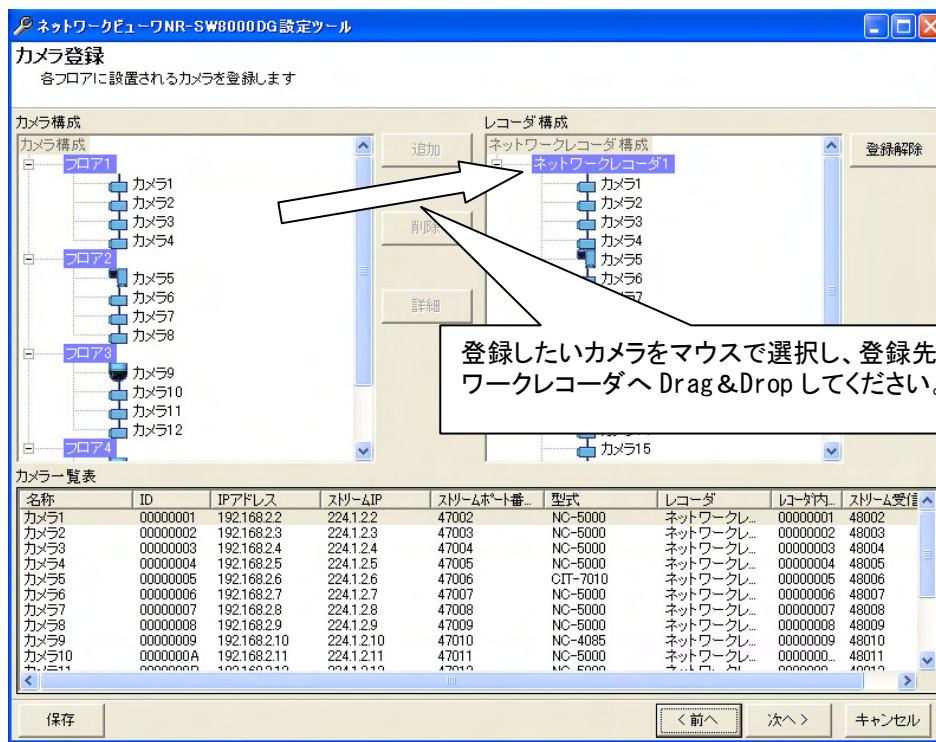 ネットワークビューワNR-SW8000DG設定ツール
カメラ登録
各フロアに設置されるカメラを登録します
カメラ構成
カメラ構成
フロア1
カメラ1
カメラ2
カメラ3
カメラ4
フロア2
カメラ5
カメラ6
カメラ7
カメラ8
フロア3
カメラ9
カメラ10
カメラ11
カメラ12
フロア4
追加
削除
詳細
レコーダ構成
ネットワークレコーダ構成
ネットワークレコーダ1
カメラ1
カメラ2
カメラ3
カメラ4
カメラ5
カメラ6
カメラ15
登録解除
登録したいカメラをマウスで選択し、登録先
ワークレコーダへ Drag&Drop してください。
カメラ一覧表
名称 ID IPアドレス ストリームIP ストリームポート番... 型式 レコーダ レコーダ内... ストリーム受信
カメラ1 00000001 192.168.2.2 224.1.2.2 47002 NC-5000 ネットワークレ... 00000001 48002
カメラ2 00000002 192.168.2.3 224.1.2.3 47003 NC-5000 ネットワークレ... 00000002 48003
カメラ3 00000003 192.168.2.4 224.1.2.4 47004 NC-5000 ネットワークレ... 00000003 48004
カメラ4 00000004 192.168.2.5 224.1.2.5 47005 NC-5000 ネットワークレ... 00000004 48005
カメラ5 00000005 192.168.2.6 224.1.2.6 47006 CIT-7010 ネットワークレ... 00000005 48006
カメラ6 00000006 192.168.2.7 224.1.2.7 47007 NC-5000 ネットワークレ... 00000006 48007
カメラ7 00000007 192.168.2.8 224.1.2.8 47008 NC-5000 ネットワークレ... 00000007 48008
カメラ8 00000008 192.168.2.9 224.1.2.9 47009 NC-5000 ネットワークレ... 00000008 48009
カメラ9 00000009 192.168.2.10 224.1.2.10 47010 NC-4085 ネットワークレ... 00000009 48010
カメラ10 0000000A 192.168.2.11 224.1.2.11 47011 NC-5000 ネットワークレ... 0000000... 48011
保存
< 前へ
次へ >
キャンセル